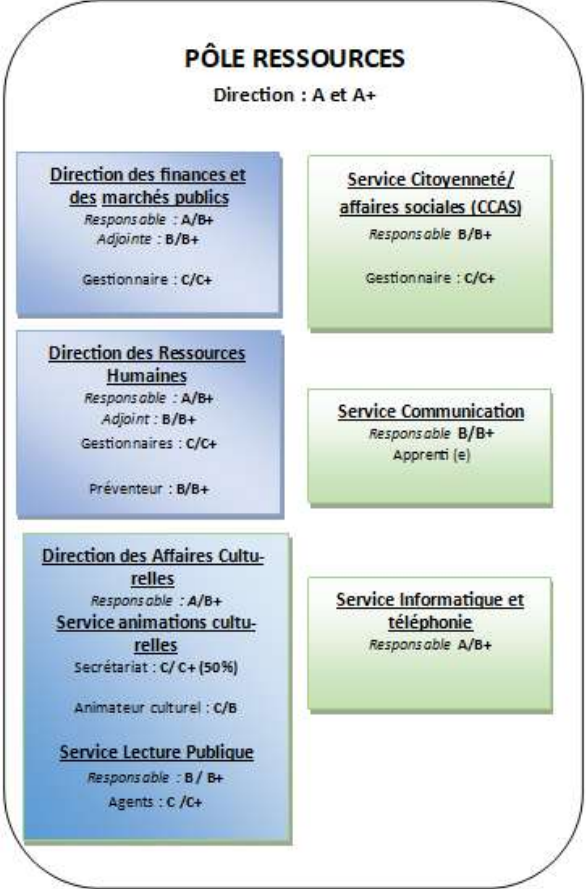 PÔLE RESSOURCES
Direction : A et A+
Direction des finances et
des marchés publics
Responsable : A/B+
Adjointe : B/B+
Gestionnaire : C/C+
Direction des Ressources
Humaines
Responsable : A/B+
Adjoint : B/B+
Gestionnaires : C/C+
Préventeur : B/B+
Direction des Affaires Cultu-
relles
Responsable : A/B+
Service animations cultu-
relles
Secrétariat : C/ C+ (50%)
Animateur culturel : C/B
Service Lecture Publique
Responsable : B / B+
Agents : C /C+
Service Citoyenneté/
affaires sociales (CCAS)
Responsable B/B+
Gestionnaire : C/C+
Service Communication
Responsable B/B+
Apprenti (e)
Service Informatique et
téléphonie
Responsable A/B+